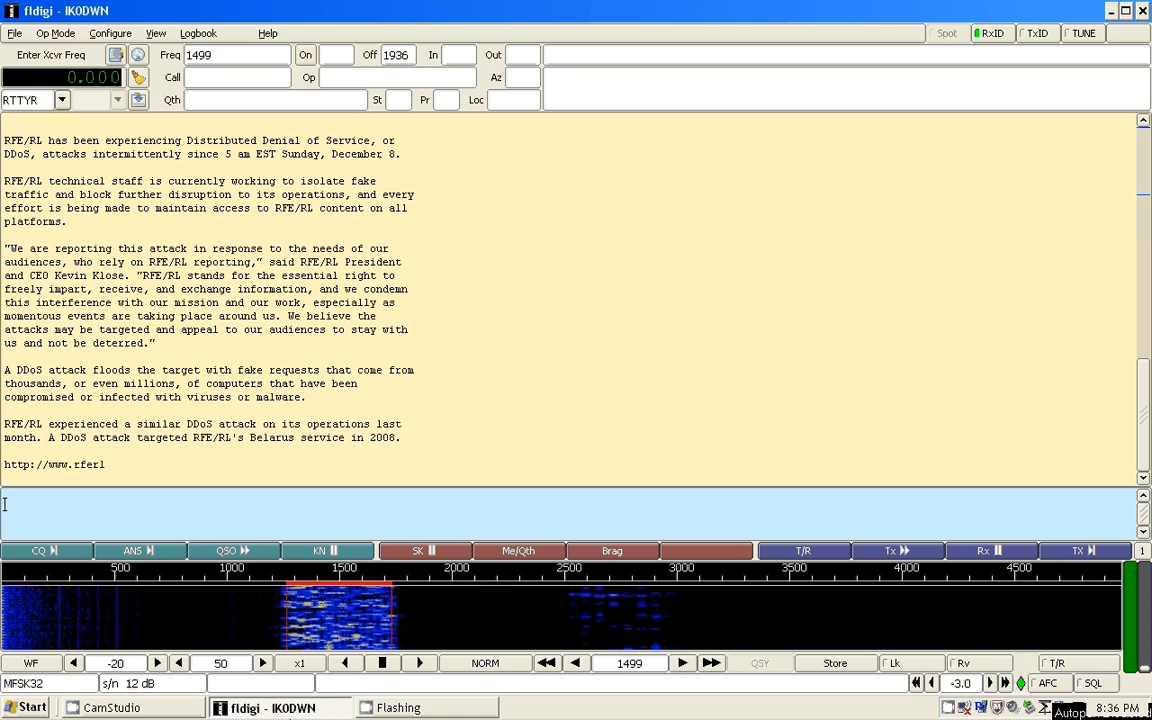 fldigi - IK0DWN
File Op Mode Configure View Logbook Help Spot RxID TxID TUNE
Enter Xcvr Freq Freq 1499 On Off 1936 In Out
0.000 Call Op Az
RTTYR Qth St Pr Loc
RFE/RL has been experiencing Distributed Denial of Service, or
DDoS, attacks intermittently since 5 am EST Sunday, December 8.
RFE/RL technical staff is currently working to isolate fake
traffic and block further disruption to its operations, and every
effort is being made to maintain access to RFE/RL content on all
platforms.
"We are reporting this attack in response to the needs of our
audiences, who rely on RFE/RL reporting," said RFE/RL President
and CEO Kevin Klose. "RFE/RL stands for the essential right to
freely impart, receive, and exchange information, and we condemn
this interference with our mission and our work, especially as
momentous events are taking place around us. We believe the
attacks may be targeted and appeal to our audiences to stay with
us and not be deterred."
A DDoS attack floods the target with fake requests that come from
thousands, or even millions, of computers that have been
compromised or infected with viruses or malware.
RFE/RL experienced a similar DDoS attack on its operations last
month. A DDoS attack targeted RFE/RL's Belarus service in 2008.
http://www.rferl
CQ ANS QSO KN SK Me/Qth Brag T/R Tx Rx TX 1
500 1000 1500 2000 2500 3000 3500 4000 4500
WF -20 50 x1 NORM 1499 QSY Store Lk Rv T/R
MFSK32 s/n 12 dB -3.0 AFC SQL
Start CamStudio fldigi - IK0DWN Flashing 8:36 PM